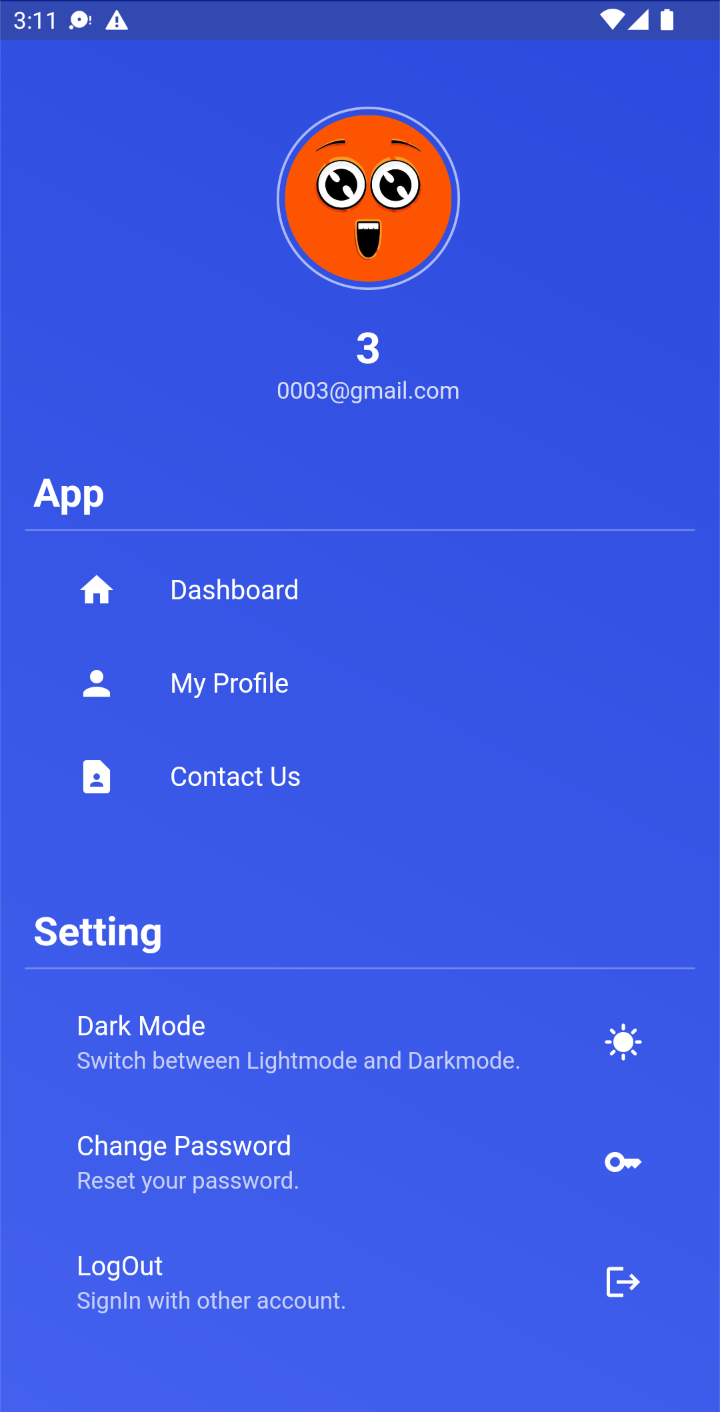 3:11
3
0003@gmail.com
App
Dashboard
My Profile
Contact Us
Setting
Dark Mode
Switch between Lightmode and Darkmode.
Change Password
Reset your password.
LogOut
SignIn with other account.